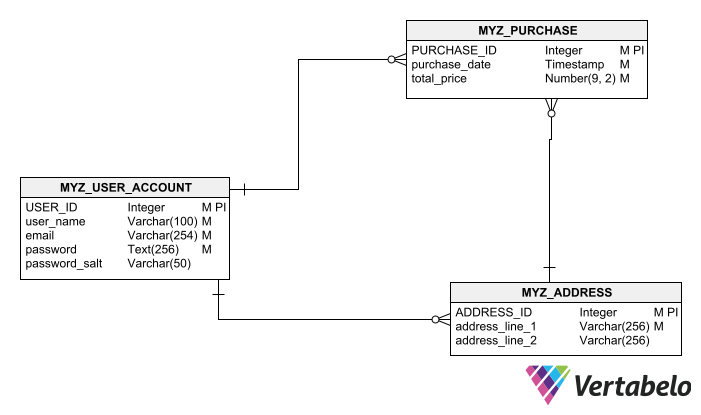 MYZ_PURCHASE
PURCHASE_ID Integer M PI
purchase_date Timestamp M
total_price Number(9, 2) M
MYZ_USER_ACCOUNT
USER_ID Integer M PI
user_name Varchar(100) M
email Varchar(254) M
password Text(256) M
password_salt Varchar(50)
MYZ_ADDRESS
ADDRESS_ID Integer M PI
address_line_1 Varchar(256) M
address_line_2 Varchar(256)
Vertabelo